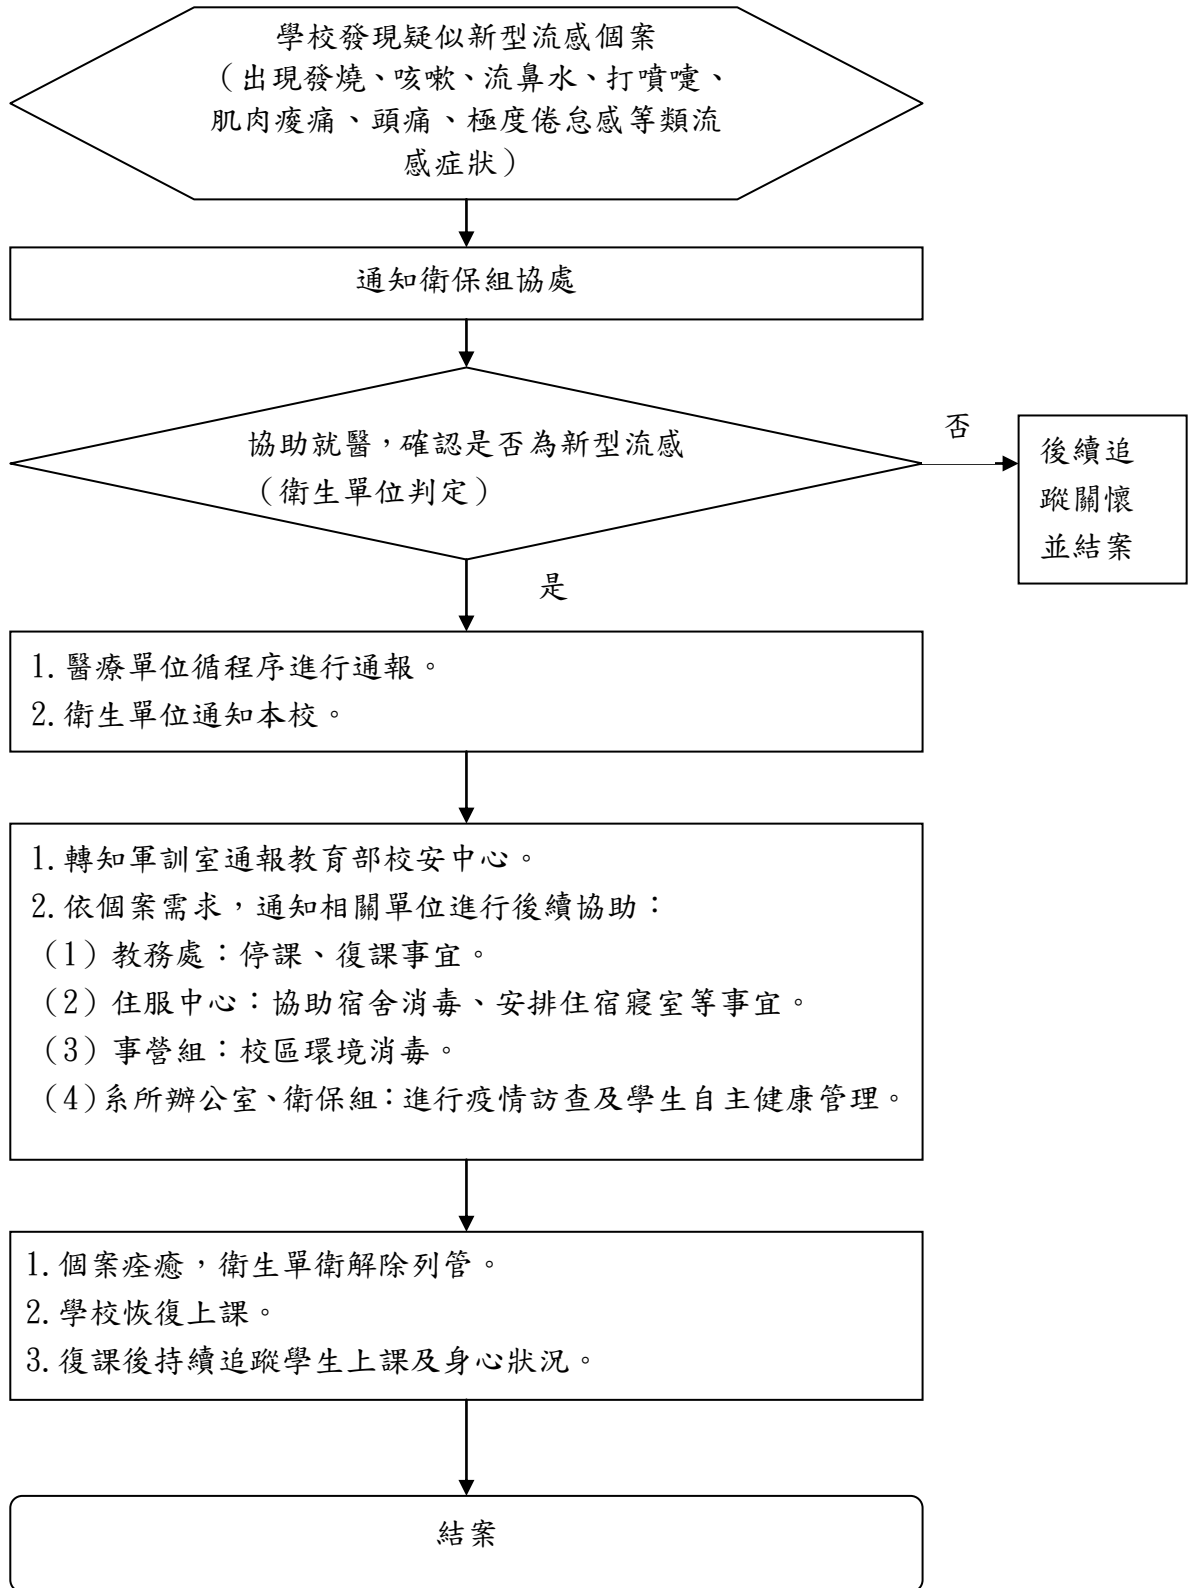 學校發現疑似新型流感個案
（出現發燒、咳嗽、流鼻水、打噴嚏、
肌肉痠痛、頭痛、極度倦怠感等類流
感症狀）
通知衛保組協處
協助就醫，確認是否為新型流感
（衛生單位判定）
否
後續追
蹤關懷
並結案
是
1.醫療單位循程序進行通報。
2.衛生單位通知本校。
1.轉知軍訓室通報教育部校安中心。
2.依個案需求，通知相關單位進行後續協助：
（1）教務處：停課、復課事宜。
（2）住服中心：協助宿舍消毒、安排住宿寢室等事宜。
（3）事營組：校區環境消毒。
（4）系所辦公室、衛保組：進行疫情訪查及學生自主健康管理。
1.個案痊癒，衛生單衛解除列管。
2.學校恢復上課。
3.復課後持續追蹤學生上課及身心狀況。
結案